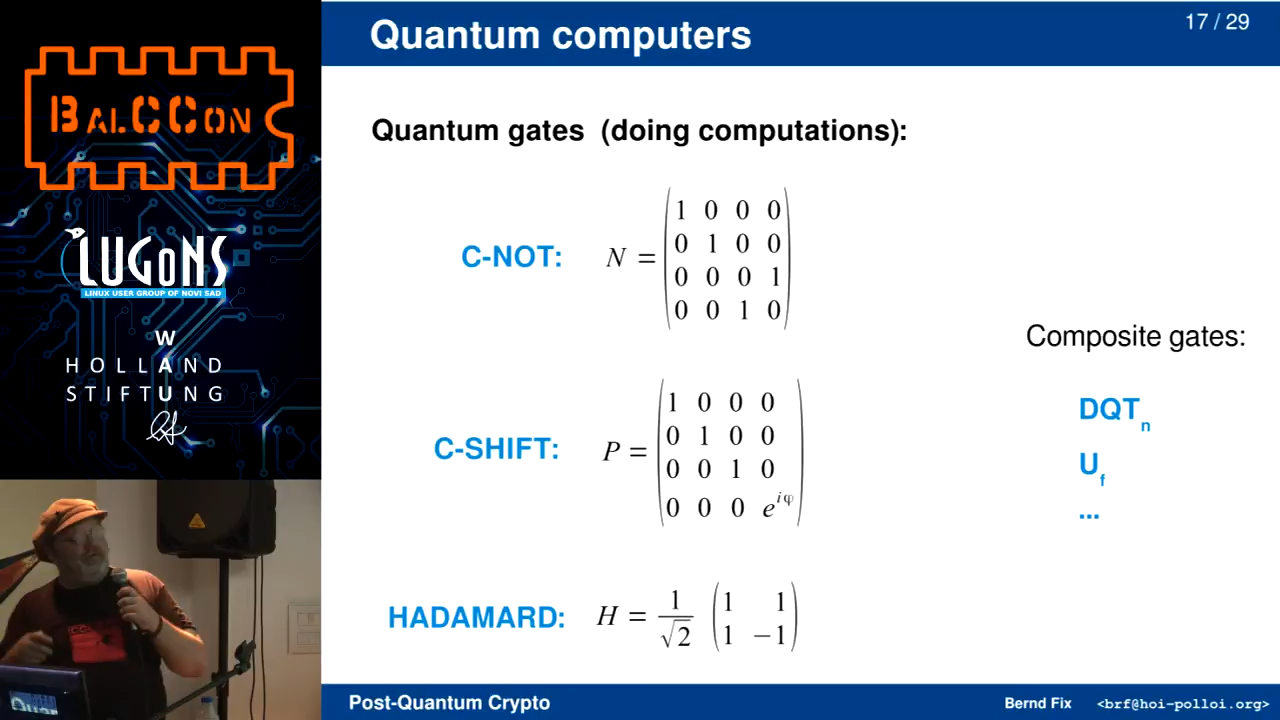 BALCCON
LUGoNS
LINUX USER GROUP OF NOVI SAD
W
HOLLAND
STIFTUNG
Quantum computers
17 / 29
Quantum gates (doing computations):
C-NOT: N =
1 0 0 0
0 1 0 0
0 0 0 1
0 0 1 0
C-SHIFT: P =
1 0 0 0
0 1 0 0
0 0 1 0
0 0 0 e^{iφ}
HADAMARD: H = 1/√2
1 1
1 −1
Composite gates:
DQT_n
U_f
...
Post-Quantum Crypto
Bernd Fix <brf@hoi-polloi.org>